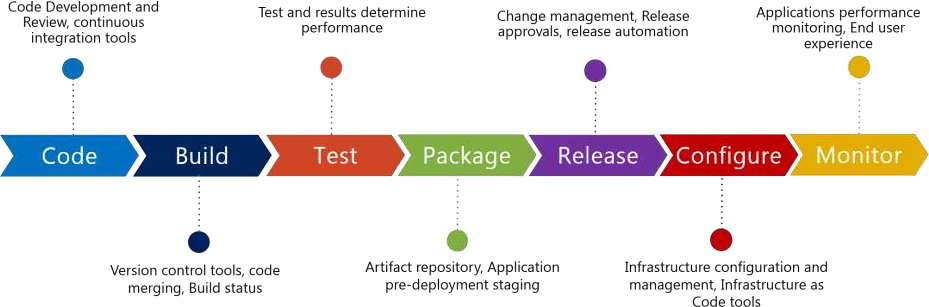 Code Development and
Review, continuous
integration tools
Test and results determine
performance
Change management, Release
approvals, release automation
Applications performance
monitoring, End user
experience
Code
Build
Test
Package
Release
Configure
Monitor
Version control tools, code
merging, Build status
Artifact repository, Application
pre-deployment staging
Infrastructure configuration and
management, Infrastructure as
Code tools